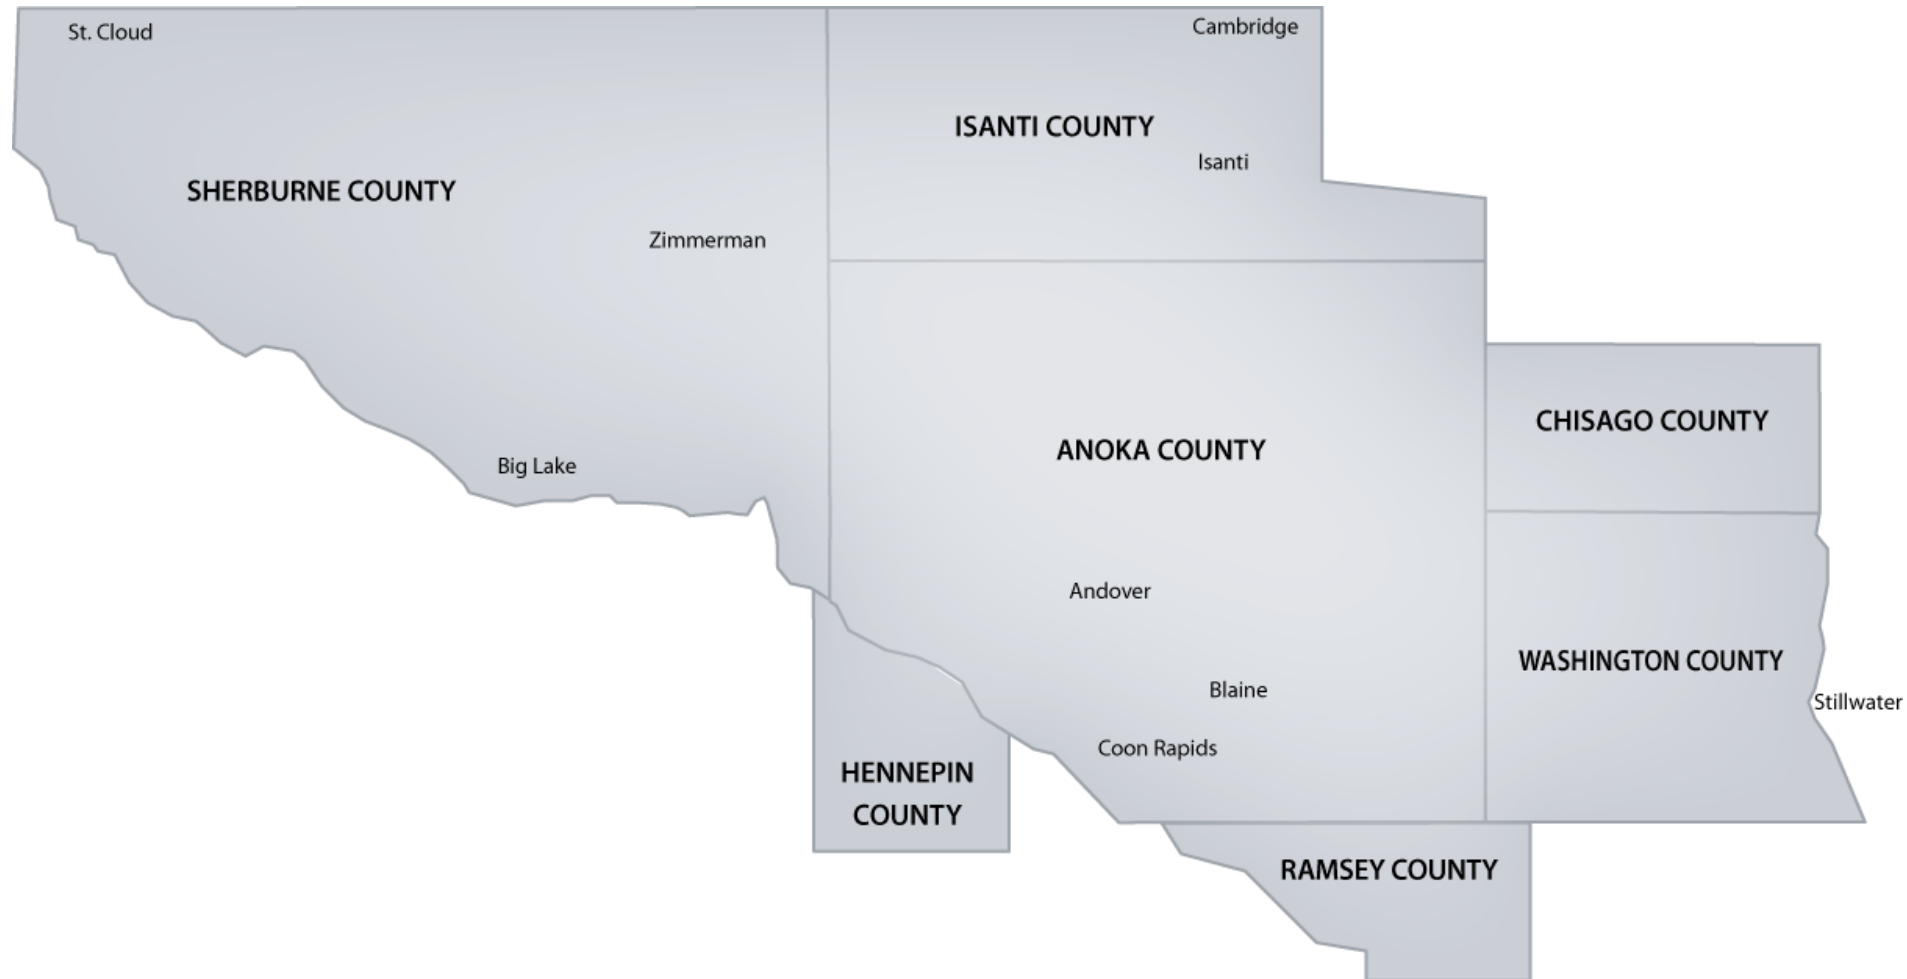 St. Cloud
Cambridge
ISANTI COUNTY
Isanti
SHERBURNE COUNTY
Zimmerman
CHISAGO COUNTY
ANOKA COUNTY
Big Lake
Andover
WASHINGTON COUNTY
Blaine
Stillwater
Coon Rapids
HENNEPIN
COUNTY
RAMSEY COUNTY